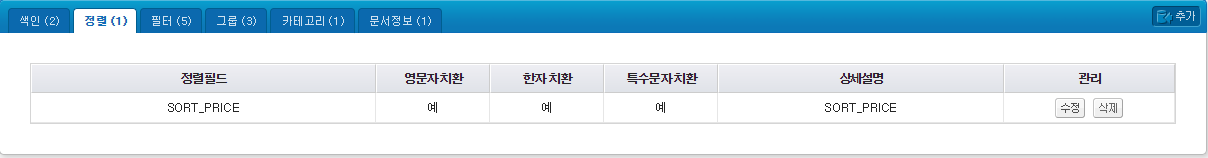 색인 (2) 정렬 (1) 필터 (5) 그룹 (3) 카테고리 (1) 문서정보 (1) 추가
정렬필드 영문자치환 한자치환 특수문자치환 상세설명 관리
SORT_PRICE 예 예 예 SORT_PRICE 수정 삭제